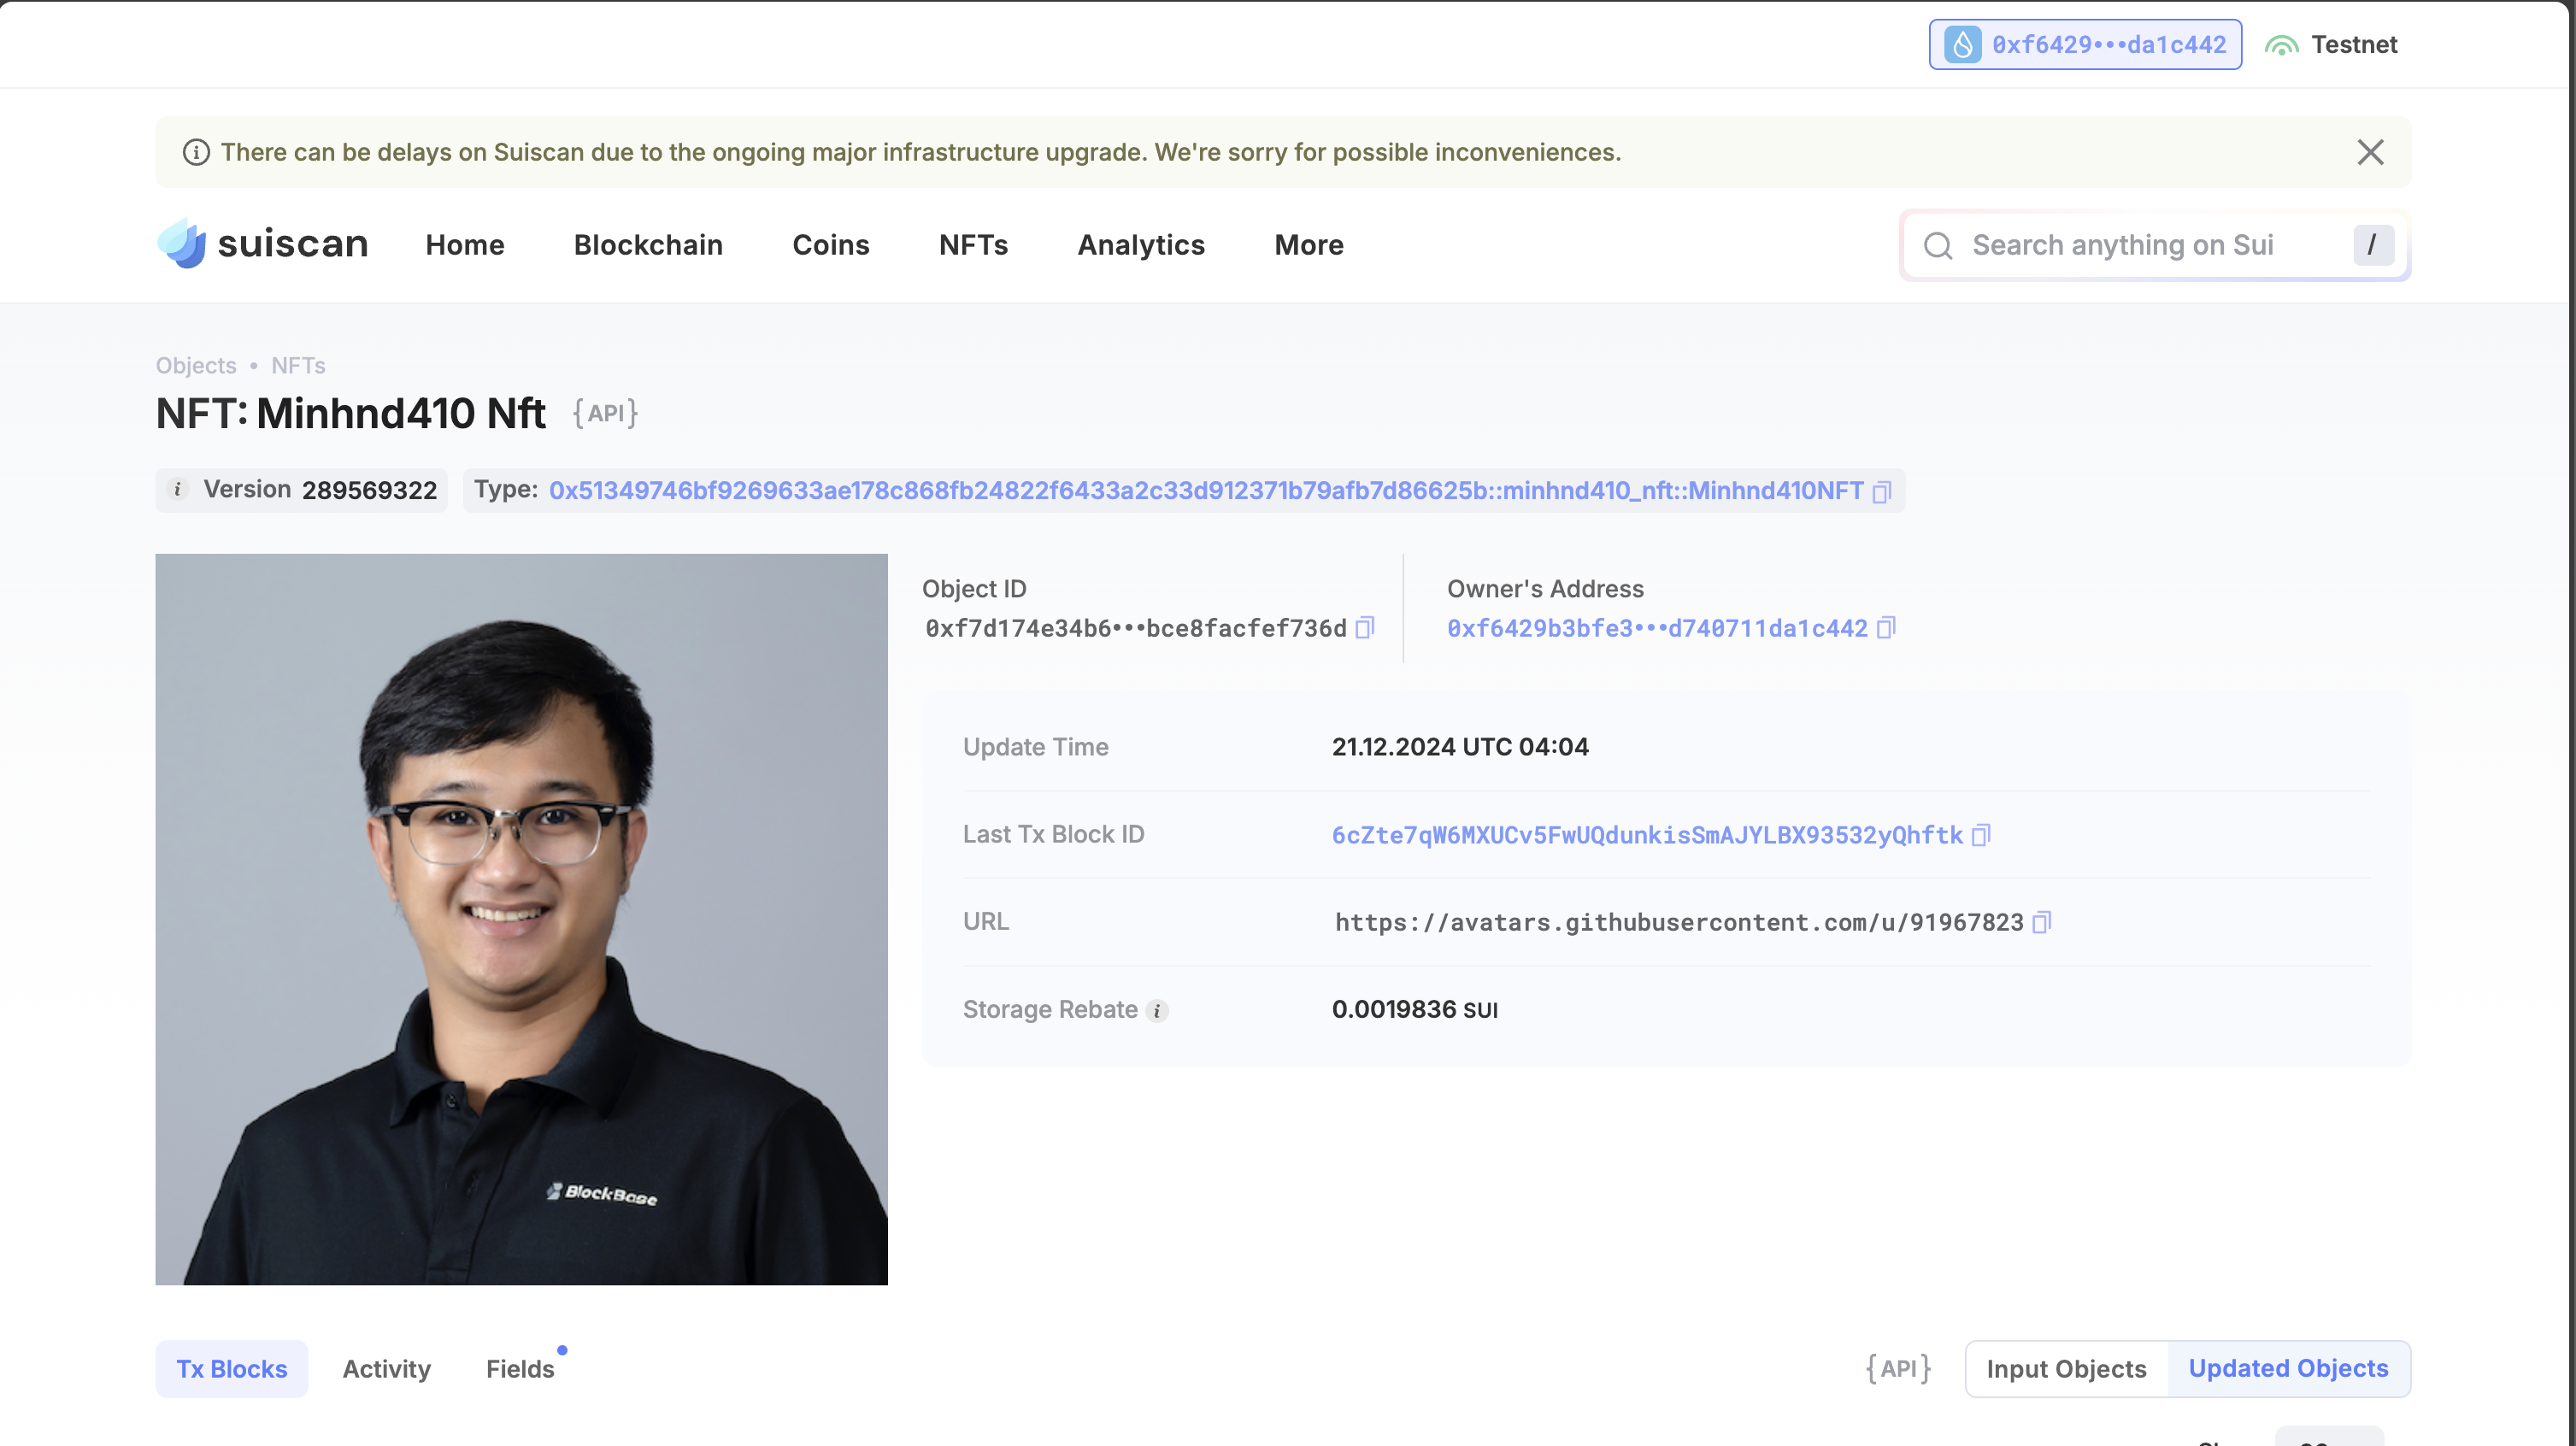 0xf6429•••da1c442
Testnet
There can be delays on Suiscan due to the ongoing major infrastructure upgrade. We're sorry for possible inconveniences.
suiscan
Home
Blockchain
Coins
NFTs
Analytics
More
Search anything on Sui
/
Objects • NFTs
NFT: Minhnd410 Nft {API}
i Version 289569322
Type: 0x51349746bf9269633ae178c868fb24822f6433a2c33d912371b79afb7d86625b::minhnd410_nft::Minhnd410NFT
Object ID
0xf7d174e34b6•••bce8facfef736d
Owner's Address
0xf6429b3bfe3•••d740711da1c442
Update Time
21.12.2024 UTC 04:04
Last Tx Block ID
6cZte7qW6MXUCv5FwUQdunkisSmAJYLBX93532yQhftk
URL
https://avatars.githubusercontent.com/u/91967823
Storage Rebate i
0.0019836 SUI
BlockBase
Tx Blocks
Activity
Fields
{API}
Input Objects
Updated Objects